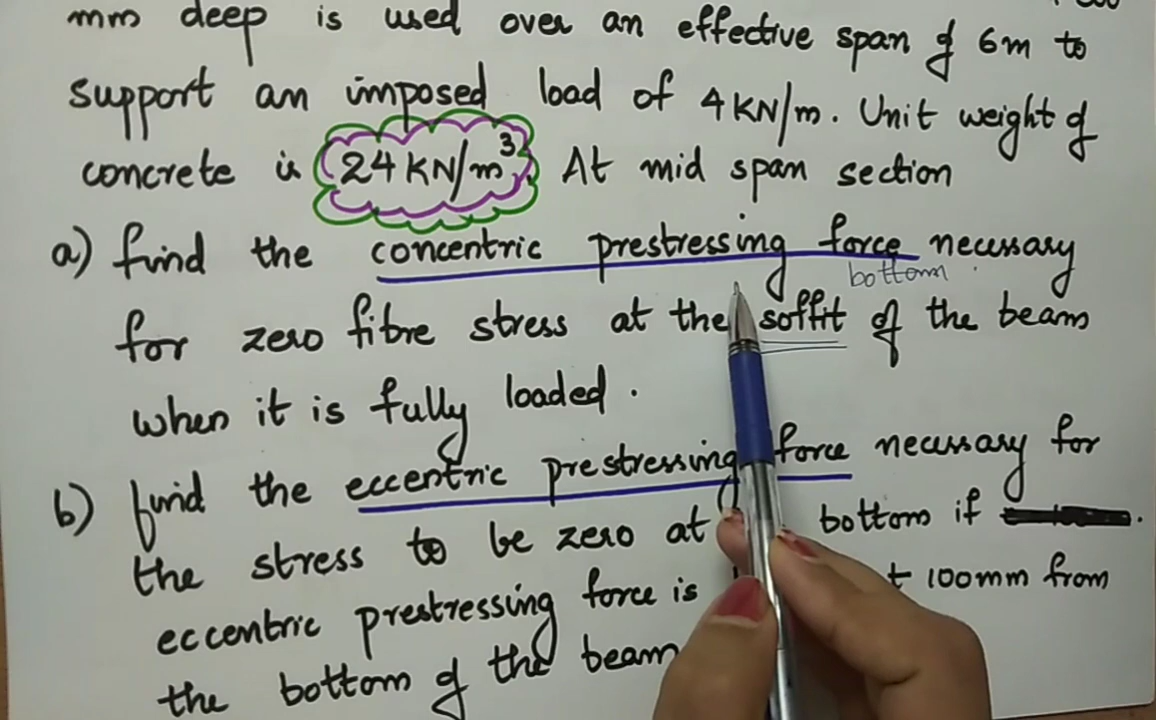 mm deep is used over an effective span of 6m to
support an imposed load of 4KN/m. Unit weight of
concrete is 24 KN/m³. At mid span section
a) find the concentric prestressing force necessary
bottom
for zero fibre stress at the soffit of the beam
when it is fully loaded.
b) find the eccentric prestressing force necessary for
the stress to be zero at bottom if
eccentric prestressing force is 100mm from
the bottom of the beam